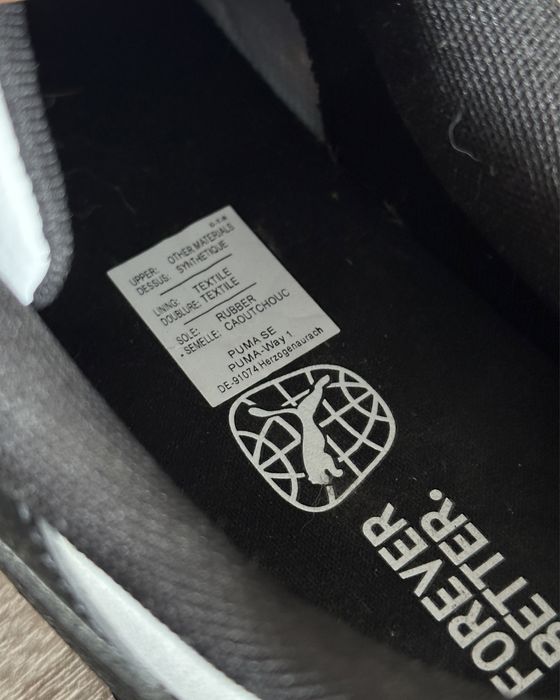 UPPER: OTHER MATERIALS
DESSUS: SYNTHETIQUE
LINING: TEXTILE
DOUBLURE: TEXTILE
SOLE: RUBBER
• SEMELLE: CAOUTCHOUC
PUMA.SE
PUMA-Way 1
DE-91074 Herzogenaurach
FOREVER
BETTER.